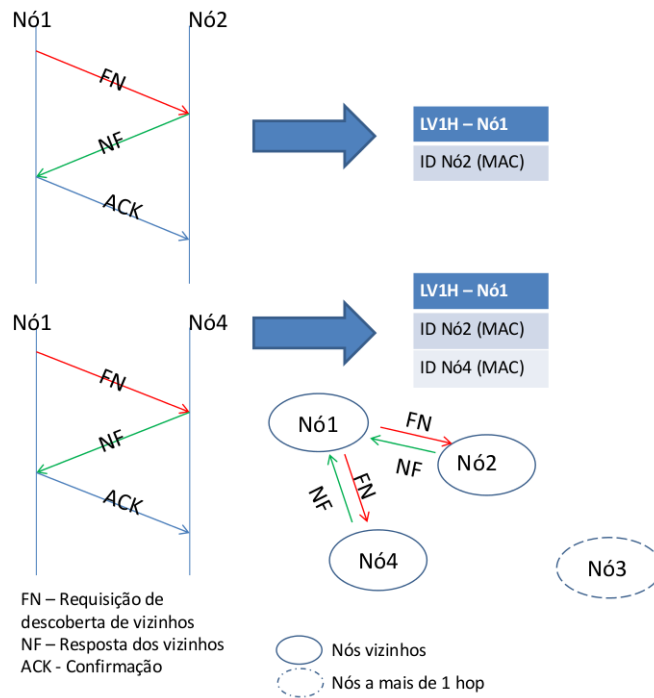 Nó1
Nó2
FN
NF
ACK
LV1H – Nó1
ID Nó2 (MAC)
Nó1
Nó4
FN
NF
ACK
LV1H – Nó1
ID Nó2 (MAC)
ID Nó4 (MAC)
Nó1
FN
NF
Nó2
FN
NF
Nó4
Nó3
FN – Requisição de
descoberta de vizinhos
NF – Resposta dos vizinhos
ACK - Confirmação
Nós vizinhos
Nós a mais de 1 hop